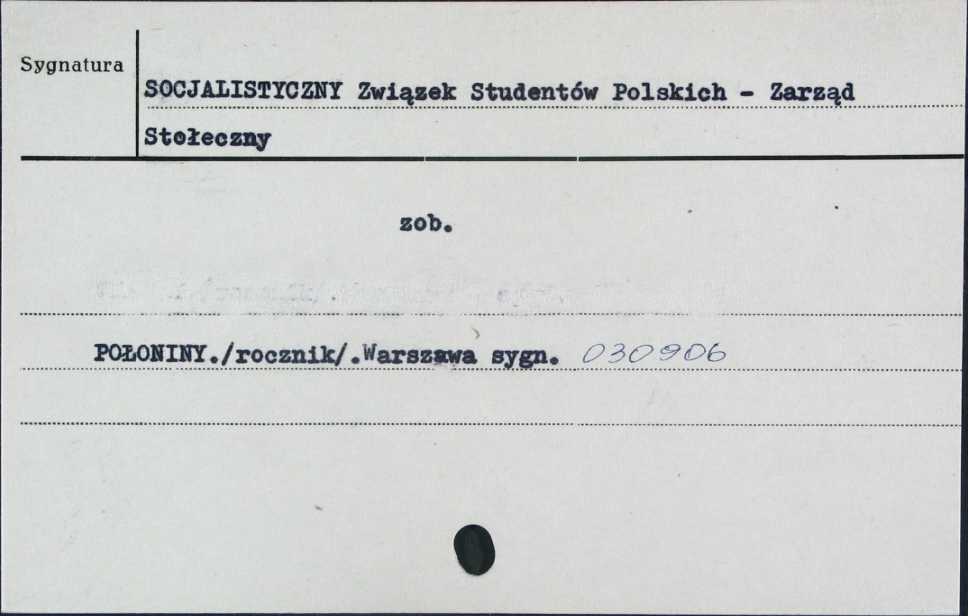 Sygnatura
SOCJALISTYCZNY Związek Studentów Polskich - Zarząd
Stołeczny
zob.
POŁONINY./rocznik/.Warszawa sygn. 030906